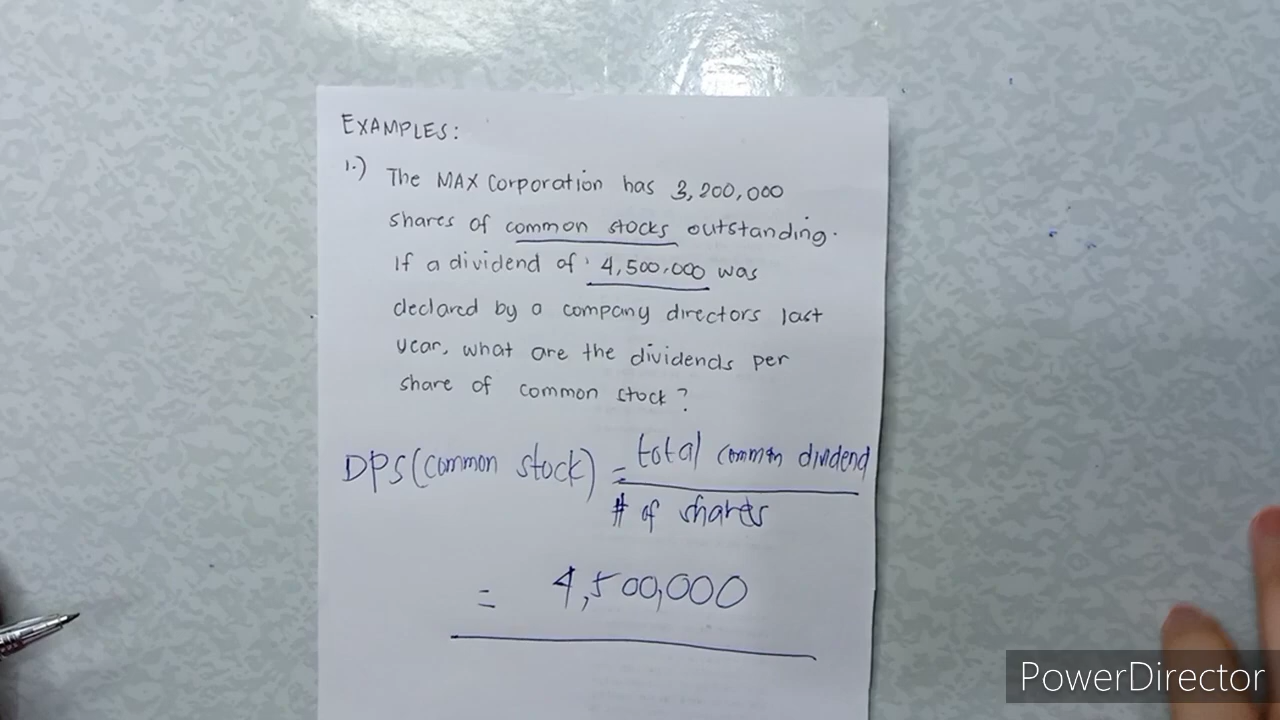 EXAMPLES:
1.) The MAX Corporation has 3,200,000
shares of common stocks outstanding.
If a dividend of 4,500,000 was
declared by a company directors last
year, what are the dividends per
share of common stock?
DPS (common stock) = total common dividend
# of shares
= 4,500,000
PowerDirector